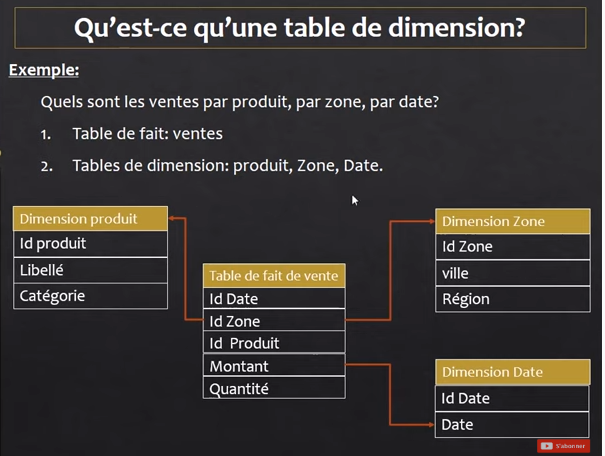 Qu'est-ce qu'une table de dimension?
Exemple:
Quels sont les ventes par produit, par zone, par date?
1. Table de fait: ventes
2. Tables de dimension: produit, Zone, Date.
Dimension produit
Id produit
Libellé
Catégorie
Table de fait de vente
Id Date
Id Zone
Id Produit
Montant
Quantité
Dimension Zone
Id Zone
ville
Région
Dimension Date
Id Date
Date
S'abonner